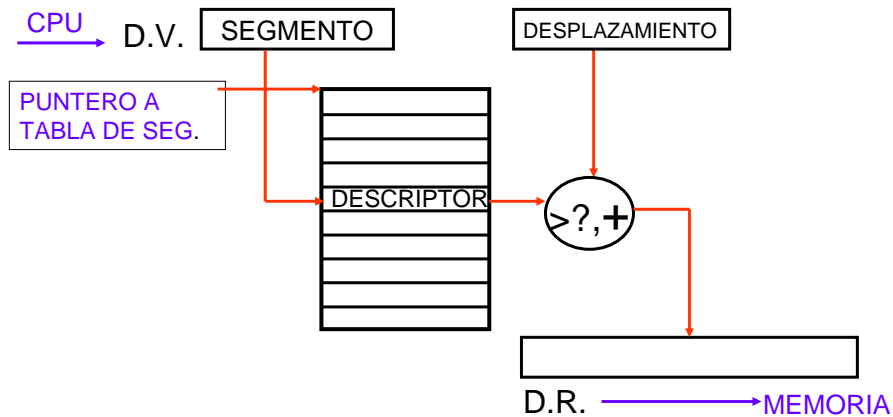 CPU
D.V.
SEGMENTO
DESPLAZAMIENTO
PUNTERO A
TABLA DE SEG.
DESCRIPTOR
>?,+
D.R.
MEMORIA